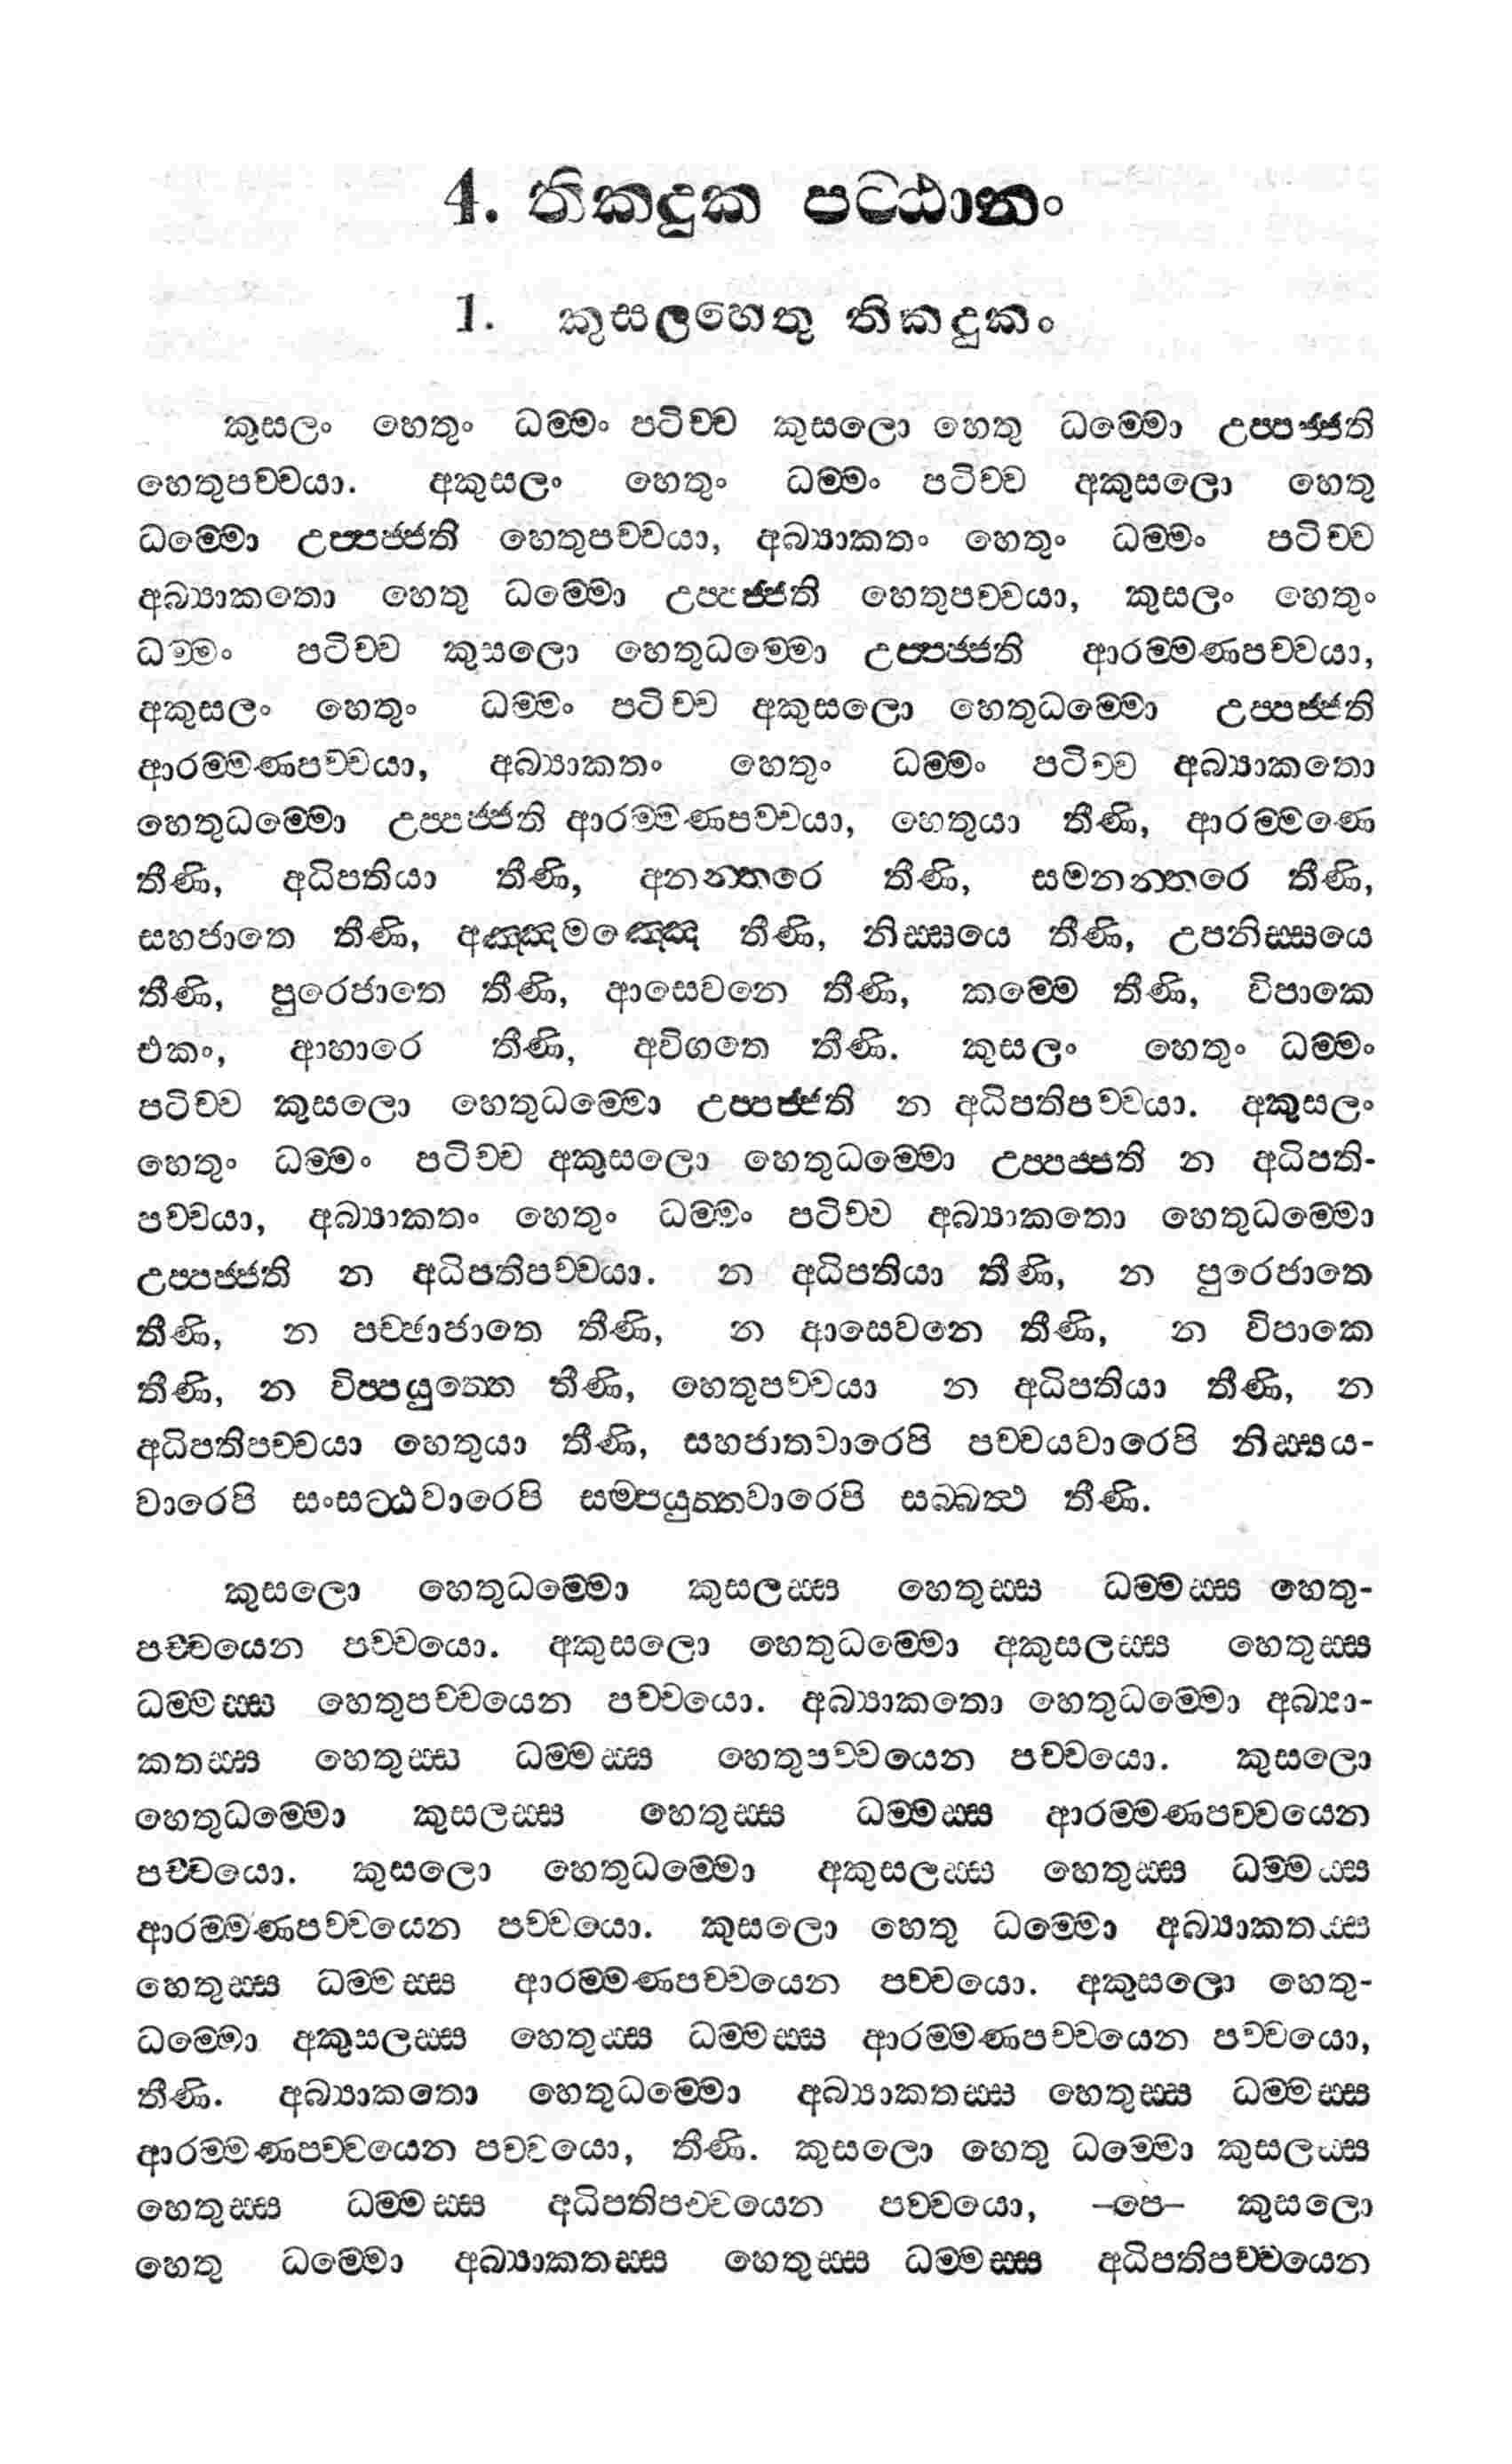 4. තිකදුක පට්ඨානං
1. කුසලහෙතු තිකදුකං
කුසලං හෙතුං ධම්මං පටිච්ච කුසලො හෙතු ධම්මො උප්පජ්ජති
හෙතුපච්චයා. අකුසලං හෙතුං ධම්මං පටිච්ච අකුසලො හෙතු
ධම්මො උප්පජ්ජති හෙතුපච්චයා, අබ්‍යාකතං හෙතුං ධම්මං පටිච්ච
අබ්‍යාකතො හෙතු ධම්මො උප්පජ්ජති හෙතුපච්චයා, කුසලං හෙතුං
ධම්මං පටිච්ච කුසලො හෙතුධම්මො උප්පජ්ජති ආරම්මණපච්චයා,
අකුසලං හෙතුං ධම්මං පටිච්ච අකුසලො හෙතුධම්මො උප්පජ්ජති
ආරම්මණපච්චයා, අබ්‍යාකතං හෙතුං ධම්මං පටිච්ච අබ්‍යාකතො
හෙතුධම්මො උප්පජ්ජති ආරම්මණපච්චයා, හෙතුයා තීණි, ආරම්මණෙ
තීණි, අධිපතියා තීණි, අනන්තරෙ තීණි, සමනන්තරෙ තීණි,
සහජාතෙ තීණි, අඤ්ඤමඤ්ඤෙ තීණි, නිස්සයෙ තීණි, උපනිස්සයෙ
තීණි, පුරෙජාතෙ තීණි, ආසෙවනෙ තීණි, කම්මෙ තීණි, විපාකෙ
එකං, ආහාරෙ තීණි, අවිගතෙ තීණි. කුසලං හෙතුං ධම්මං
පටිච්ච කුසලො හෙතුධම්මො උප්පජ්ජති න අධිපතිපච්චයා. අකුසලං
හෙතුං ධම්මං පටිච්ච අකුසලො හෙතුධම්මො උප්පජ්ජති න අධිපති-
පච්චයා, අබ්‍යාකතං හෙතුං ධම්මං පටිච්ච අබ්‍යාකතො හෙතුධම්මො
උප්පජ්ජති න අධිපතිපච්චයා. න අධිපතියා තීණි, න පුරෙජාතෙ
තීණි, න පච්ඡාජාතෙ තීණි, න ආසෙවනෙ තීණි, න විපාකෙ
තීණි, න විප්පයුත්තෙ තීණි, හෙතුපච්චයා න අධිපතියා තීණි, න
අධිපතිපච්චයා හෙතුයා තීණි, සහජාතවාරෙපි පච්චයවාරෙපි නිස්සය-
වාරෙපි සංසට්ඨවාරෙපි සම්පයුත්තවාරෙපි සබ්බත්‍ථ තීණි.
කුසලො හෙතුධම්මො කුසලස්ස හෙතුස්ස ධම්මස්ස හෙතු-
පච්චයෙන පච්චයො. අකුසලො හෙතුධම්මො අකුසලස්ස හෙතුස්ස
ධම්මස්ස හෙතුපච්චයෙන පච්චයො. අබ්‍යාකතො හෙතුධම්මො අබ්‍යා-
කතස්ස හෙතුස්ස ධම්මස්ස හෙතුපච්චයෙන පච්චයො. කුසලො
හෙතුධම්මො කුසලස්ස හෙතුස්ස ධම්මස්ස ආරම්මණපච්චයෙන
පච්චයො. කුසලො හෙතුධම්මො අකුසලස්ස හෙතුස්ස ධම්මස්ස
ආරම්මණපච්චයෙන පච්චයො. කුසලො හෙතු ධම්මො අබ්‍යාකතස්ස
හෙතුස්ස ධම්මස්ස ආරම්මණපච්චයෙන පච්චයො. අකුසලො හෙතු-
ධම්මො අකුසලස්ස හෙතුස්ස ධම්මස්ස ආරම්මණපච්චයෙන පච්චයො,
තීණි. අබ්‍යාකතො හෙතුධම්මො අබ්‍යාකතස්ස හෙතුස්ස ධම්මස්ස
ආරම්මණපච්චයෙන පච්චයො, තීණි. කුසලො හෙතු ධම්මො කුසලස්ස
හෙතුස්ස ධම්මස්ස අධිපතිපච්චයෙන පච්චයො, –පෙ– කුසලො
හෙතු ධම්මො අබ්‍යාකතස්ස හෙතුස්ස ධම්මස්ස අධිපතිපච්චයෙන